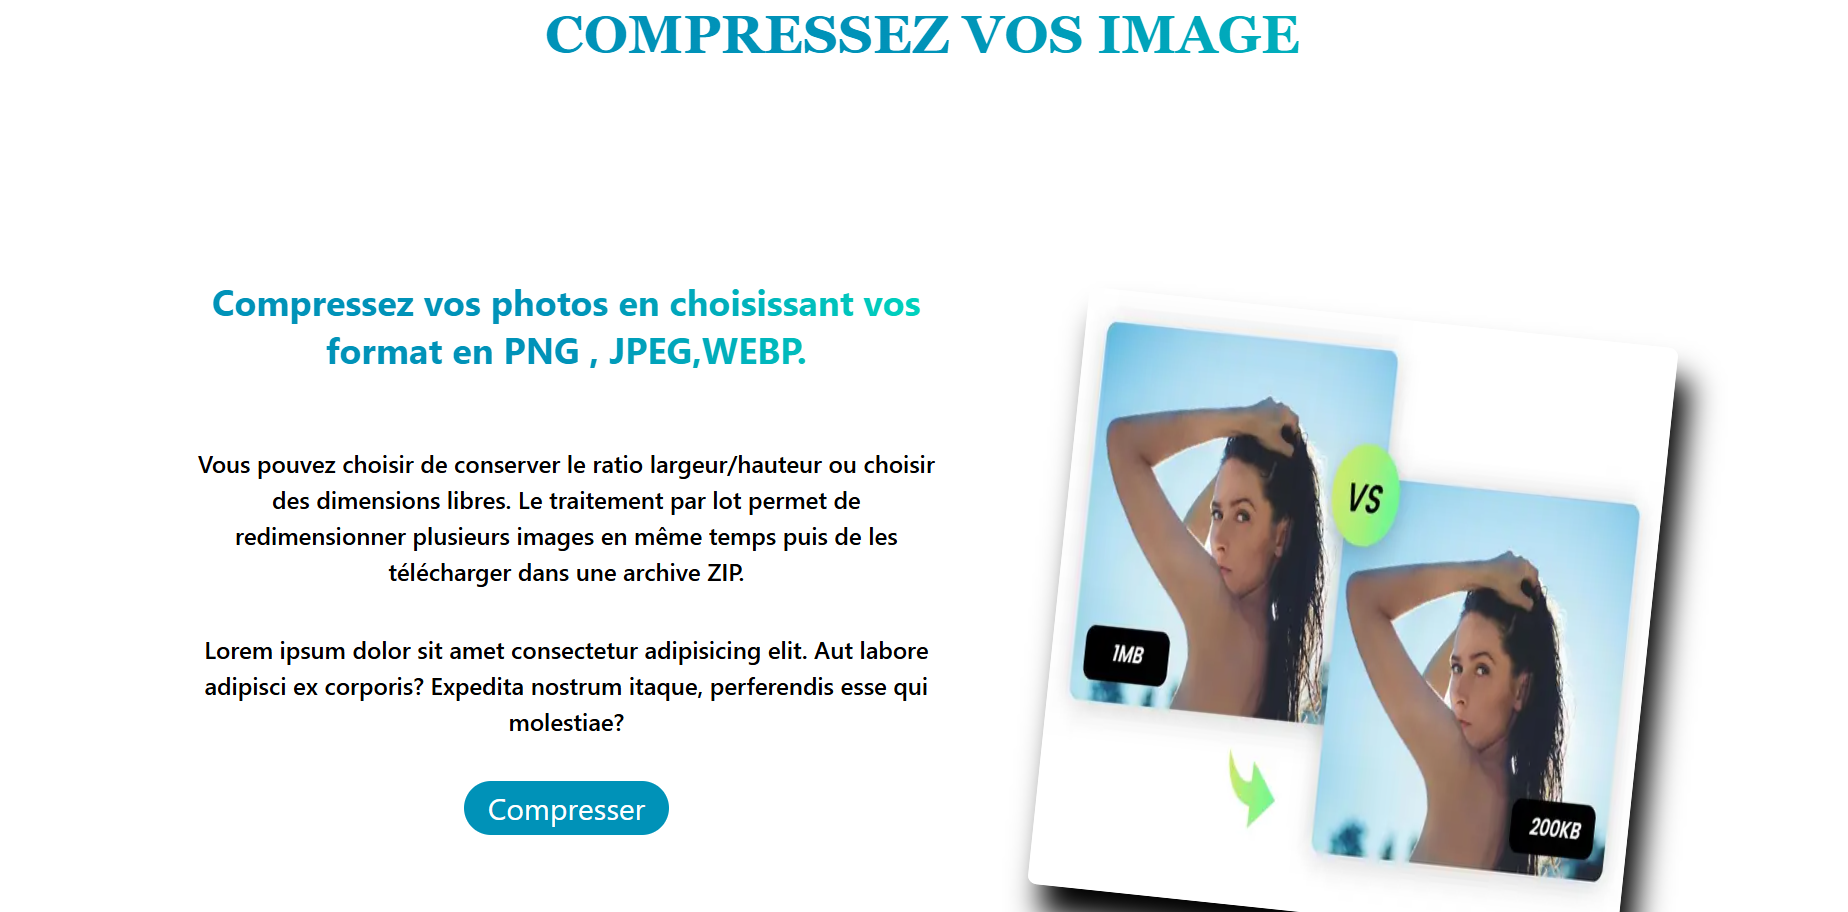 COMPRESSEZ VOS IMAGE
Compressez vos photos en choisissant vos
format en PNG , JPEG,WEBP.
Vous pouvez choisir de conserver le ratio largeur/hauteur ou choisir
des dimensions libres. Le traitement par lot permet de
redimensionner plusieurs images en même temps puis de les
télécharger dans une archive ZIP.
Lorem ipsum dolor sit amet consectetur adipisicing elit. Aut labore
adipisci ex corporis? Expedita nostrum itaque, perferendis esse qui
molestiae?
Compresser
VS
1MB
200KB